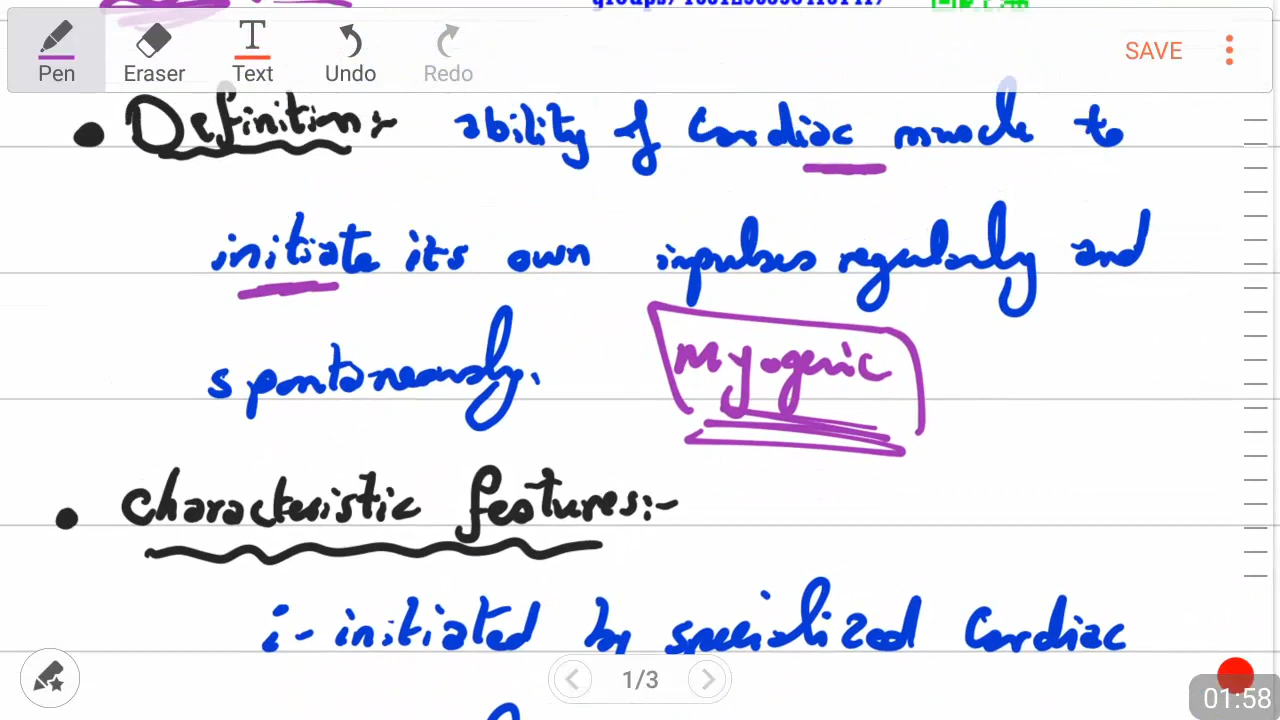 Pen
Eraser
Text
Undo
Redo
SAVE
Definition:- ability of Cardiac muscle to
initiate its own impulses regularly and
spontaneously.
Myogenic
Characteristic features:-
i- initiated by specialized Cardiac
1/3
01:58